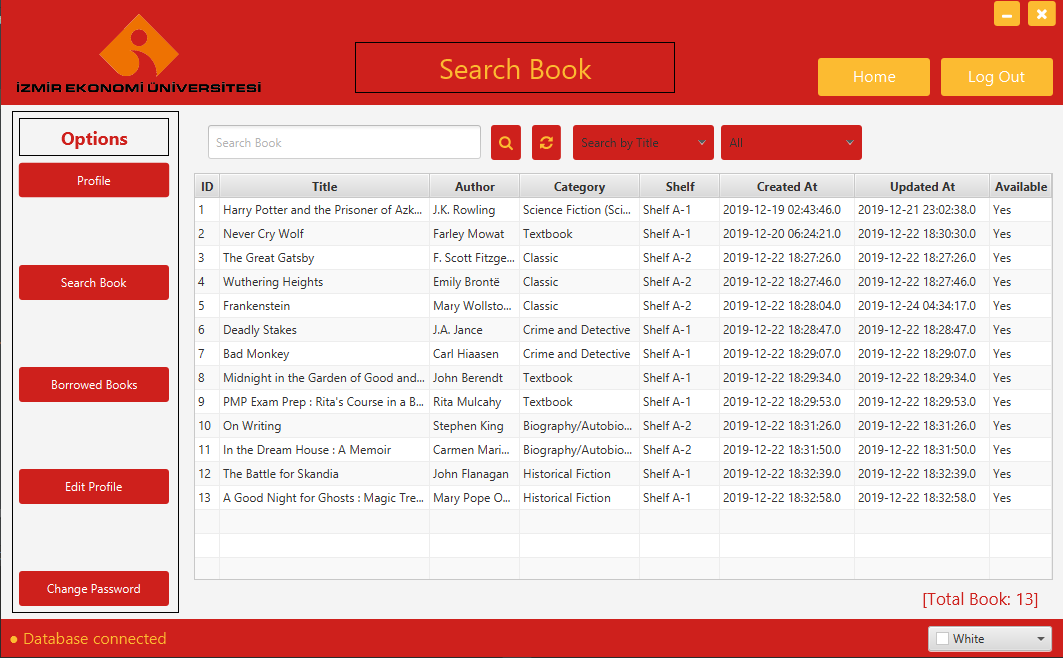 Search Book
Home
Log Out
İZMİR EKONOMİ ÜNİVERSİTESİ
Options
Profile
Search Book
Borrowed Books
Edit Profile
Change Password
Search Book
Search by Title
All
ID Title Author Category Shelf Created At Updated At Available
1 Harry Potter and the Prisoner of Azk... J.K. Rowling Science Fiction (Sci... Shelf A-1 2019-12-19 02:43:46.0 2019-12-21 23:02:38.0 Yes
2 Never Cry Wolf Farley Mowat Textbook Shelf A-1 2019-12-20 06:24:21.0 2019-12-22 18:30:30.0 Yes
3 The Great Gatsby F. Scott Fitzge... Classic Shelf A-2 2019-12-22 18:27:26.0 2019-12-22 18:27:26.0 Yes
4 Wuthering Heights Emily Brontë Classic Shelf A-2 2019-12-22 18:27:46.0 2019-12-22 18:27:46.0 Yes
5 Frankenstein Mary Wollsto... Classic Shelf A-2 2019-12-22 18:28:04.0 2019-12-24 04:34:17.0 Yes
6 Deadly Stakes J.A. Jance Crime and Detective Shelf A-1 2019-12-22 18:28:47.0 2019-12-22 18:28:47.0 Yes
7 Bad Monkey Carl Hiaasen Crime and Detective Shelf A-1 2019-12-22 18:29:07.0 2019-12-22 18:29:07.0 Yes
8 Midnight in the Garden of Good and... John Berendt Textbook Shelf A-1 2019-12-22 18:29:34.0 2019-12-22 18:29:34.0 Yes
9 PMP Exam Prep : Rita's Course in a B... Rita Mulcahy Textbook Shelf A-1 2019-12-22 18:29:53.0 2019-12-22 18:29:53.0 Yes
10 On Writing Stephen King Biography/Autobio... Shelf A-2 2019-12-22 18:31:26.0 2019-12-22 18:31:26.0 Yes
11 In the Dream House : A Memoir Carmen Mari... Biography/Autobio... Shelf A-2 2019-12-22 18:31:50.0 2019-12-22 18:31:50.0 Yes
12 The Battle for Skandia John Flanagan Historical Fiction Shelf A-1 2019-12-22 18:32:39.0 2019-12-22 18:32:39.0 Yes
13 A Good Night for Ghosts : Magic Tre... Mary Pope O... Historical Fiction Shelf A-1 2019-12-22 18:32:58.0 2019-12-22 18:32:58.0 Yes
[Total Book: 13]
Database connected
White